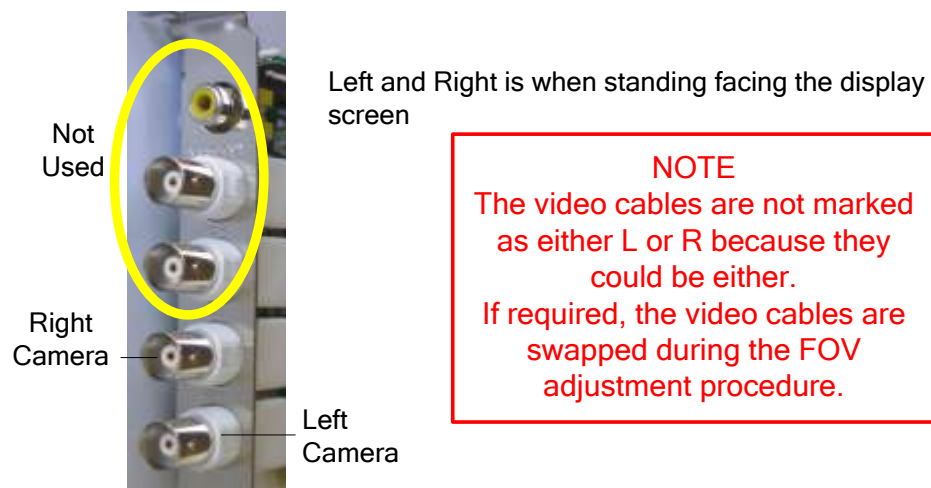 Left and Right is when standing facing the display
screen
Not
Used
NOTE
The video cables are not marked
as either L or R because they
could be either.
If required, the video cables are
swapped during the FOV
adjustment procedure.
Right
Camera
Left
Camera